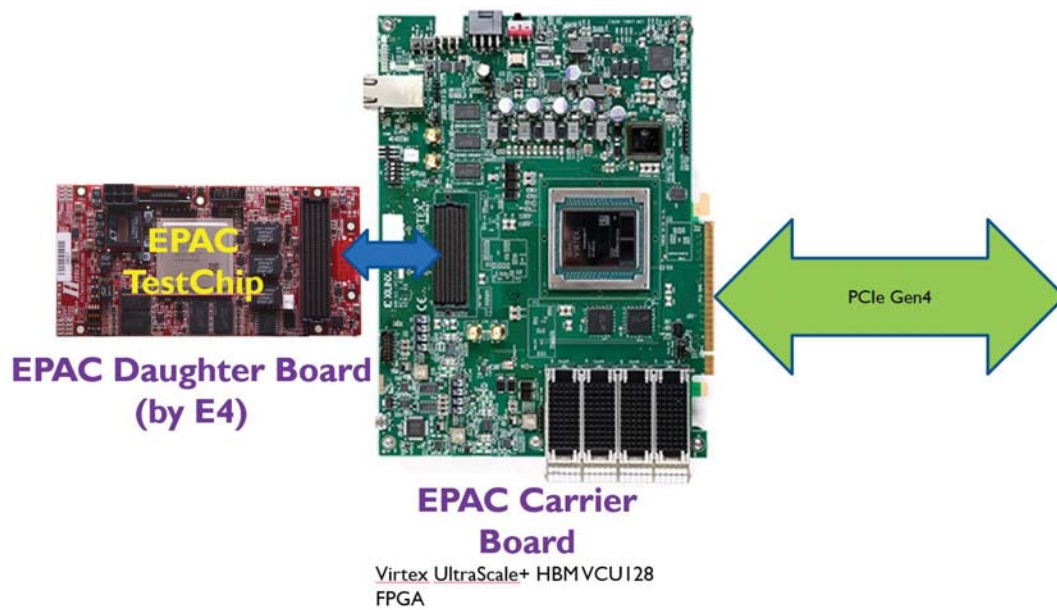 EPAC
TestChip
EPAC Daughter Board
(by E4)
PCIe Gen4
EPAC Carrier
Board
Virtex UltraScale+ HBM VCU128
FPGA